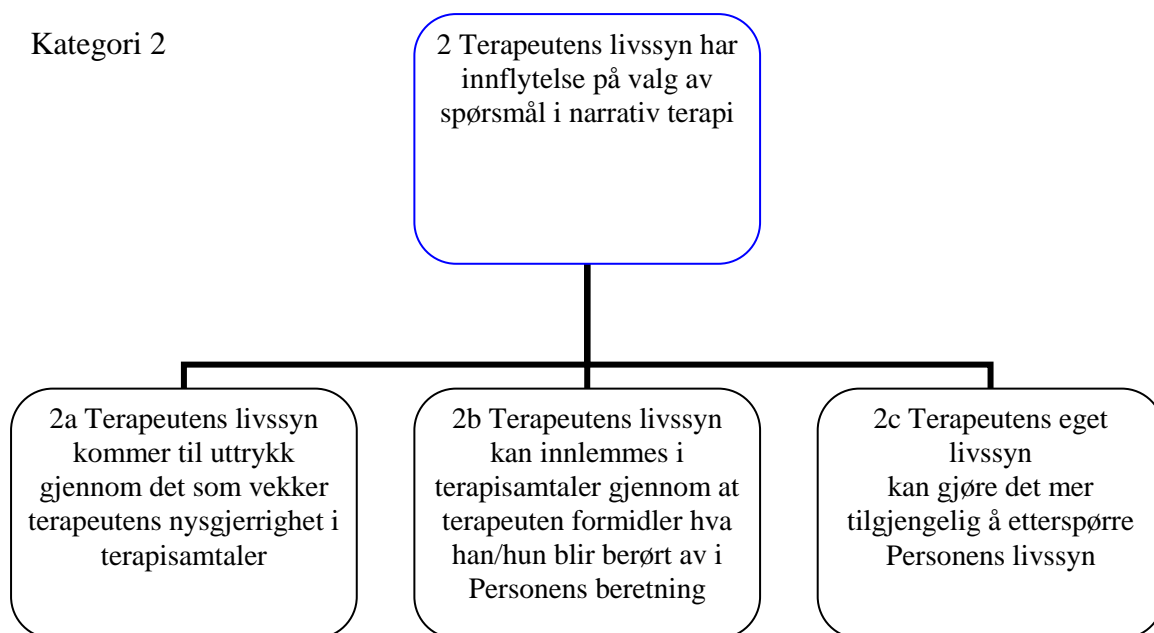 Kategori 2
2 Terapeutens livssyn har
innflytelse på valg av
spørsmål i narrativ terapi
2a Terapeutens livssyn
kommer til uttrykk
gjennom det som vekker
terapeutens nysgjerrighet i
terapisamtaler
2b Terapeutens livssyn
kan innlemmes i
terapisamtaler gjennom at
terapeuten formidler hva
han/hun blir berørt av i
Personens beretning
2c Terapeutens eget
livssyn
kan gjøre det mer
tilgjengelig å etterspørre
Personens livssyn